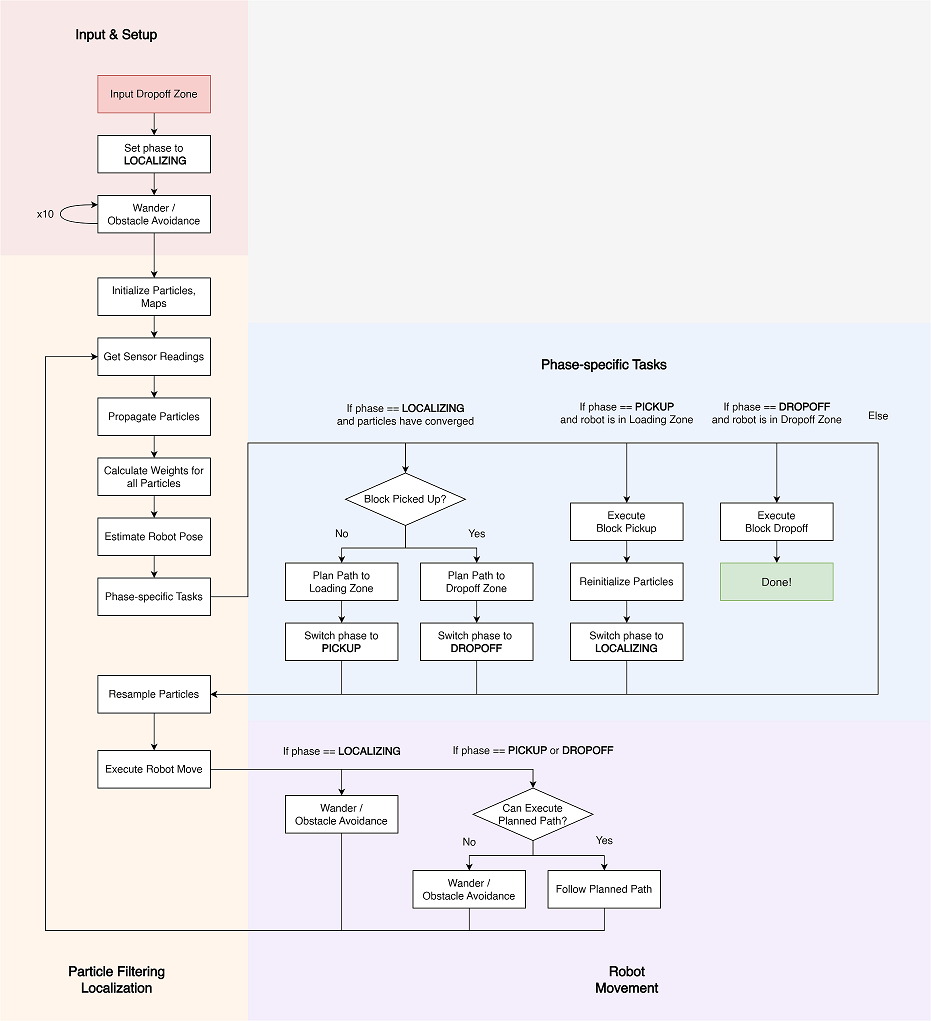 Input & Setup
Input Dropoff Zone
Set phase to
LOCALIZING
x10
Wander /
Obstacle Avoidance
Initialize Particles,
Maps
Get Sensor Readings
Propagate Particles
Calculate Weights for
all Particles
Estimate Robot Pose
Phase-specific Tasks
Resample Particles
Execute Robot Move
Particle Filtering
Localization
Phase-specific Tasks
If phase == LOCALIZING
and particles have converged
If phase == PICKUP
and robot is in Loading Zone
If phase == DROPOFF
and robot is in Dropoff Zone
Else
Block Picked Up?
No
Yes
Plan Path to
Loading Zone
Plan Path to
Dropoff Zone
Switch phase to
PICKUP
Switch phase to
DROPOFF
Execute
Block Pickup
Reinitialize Particles
Switch phase to
LOCALIZING
Execute
Block Dropoff
Done!
If phase == LOCALIZING
If phase == PICKUP or DROPOFF
Wander /
Obstacle Avoidance
Can Execute
Planned Path?
No
Yes
Wander /
Obstacle Avoidance
Follow Planned Path
Robot
Movement